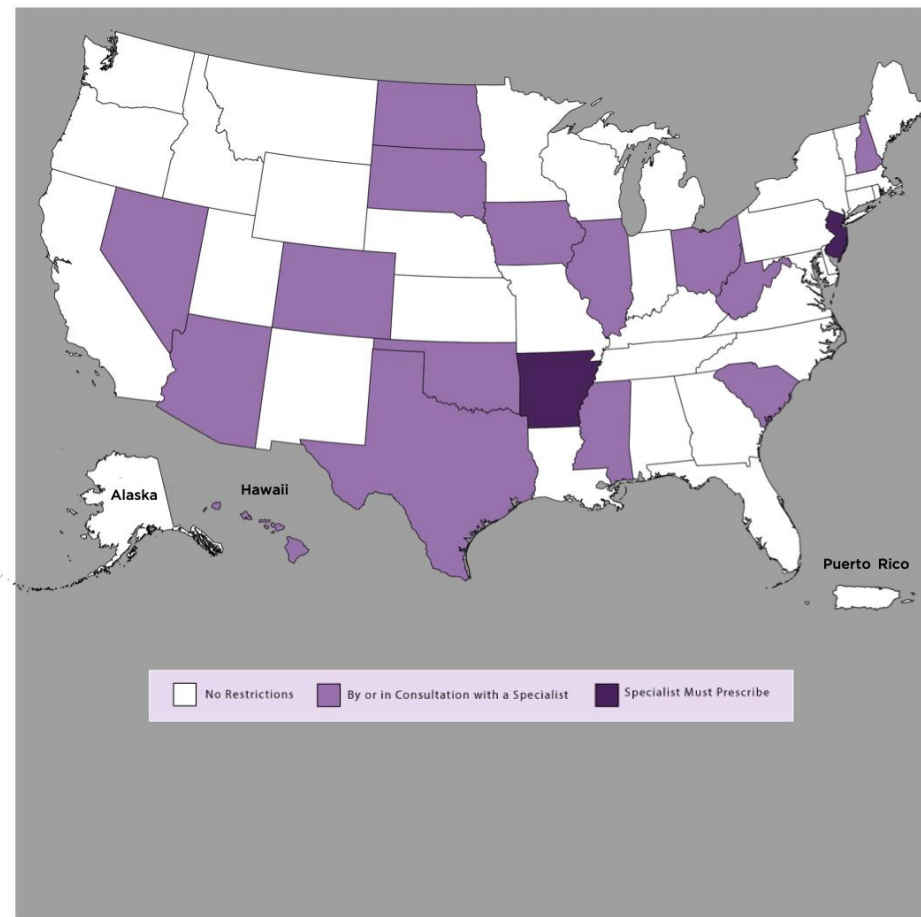 Alaska
Hawaii
Puerto Rico
No Restrictions
By or in Consultation with a Specialist
Specialist Must Prescribe